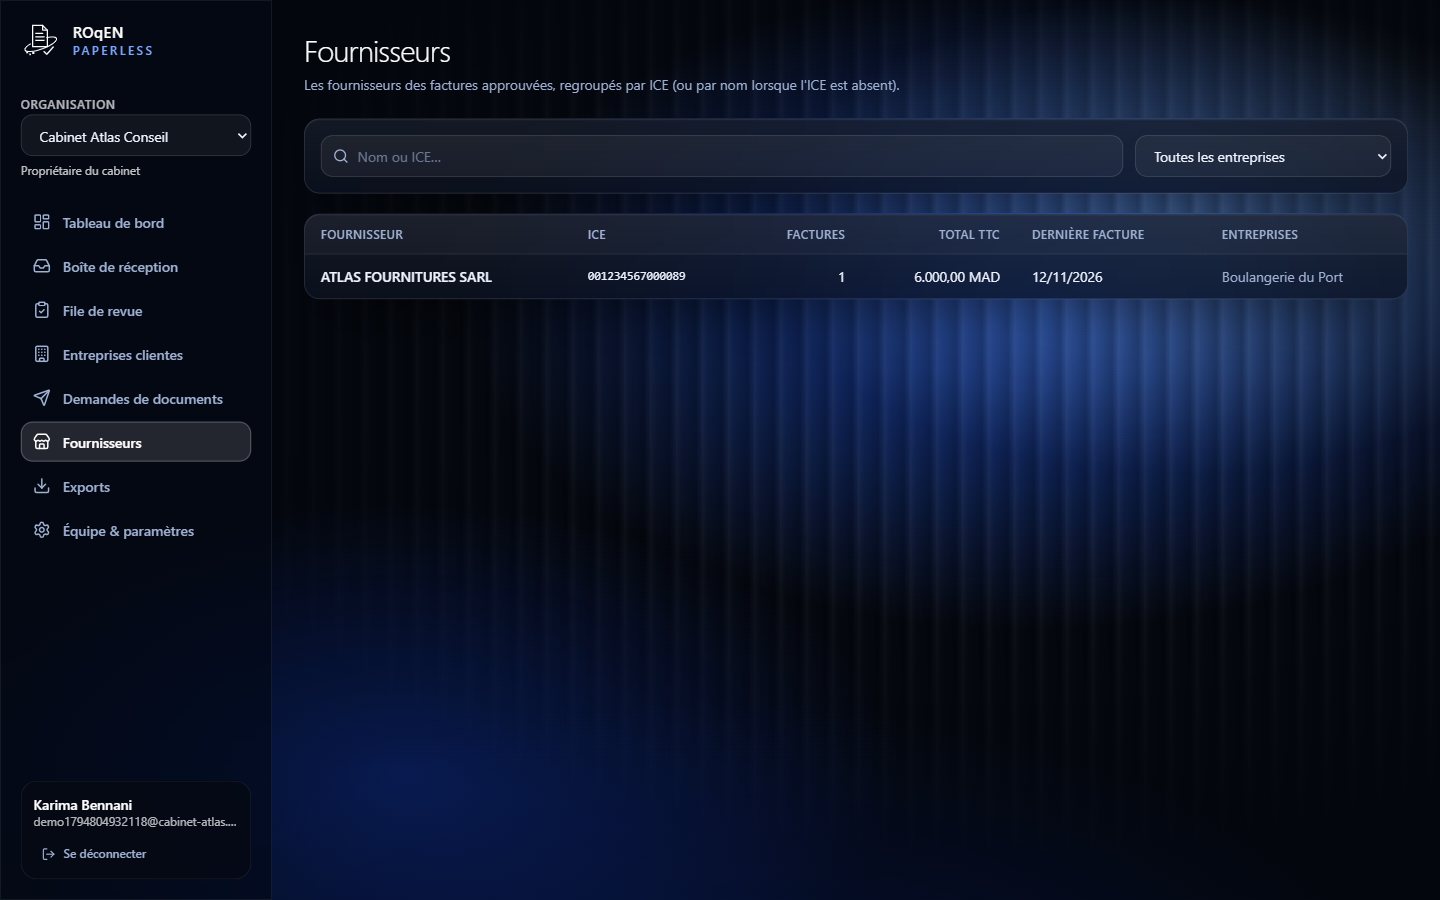 ROqEN
PAPERLESS
ORGANISATION
Cabinet Atlas Conseil
Propriétaire du cabinet
Tableau de bord
Boîte de réception
File de revue
Entreprises clientes
Demandes de documents
Fournisseurs
Exports
Équipe & paramètres
Karima Bennani
demo1794804932118@cabinet-atlas....
Se déconnecter
Fournisseurs
Les fournisseurs des factures approuvées, regroupés par ICE (ou par nom lorsque l'ICE est absent).
Nom ou ICE...
Toutes les entreprises
FOURNISSEUR ICE FACTURES TOTAL TTC DERNIÈRE FACTURE ENTREPRISES
ATLAS FOURNITURES SARL 001234567000089 1 6.000,00 MAD 12/11/2026 Boulangerie du Port